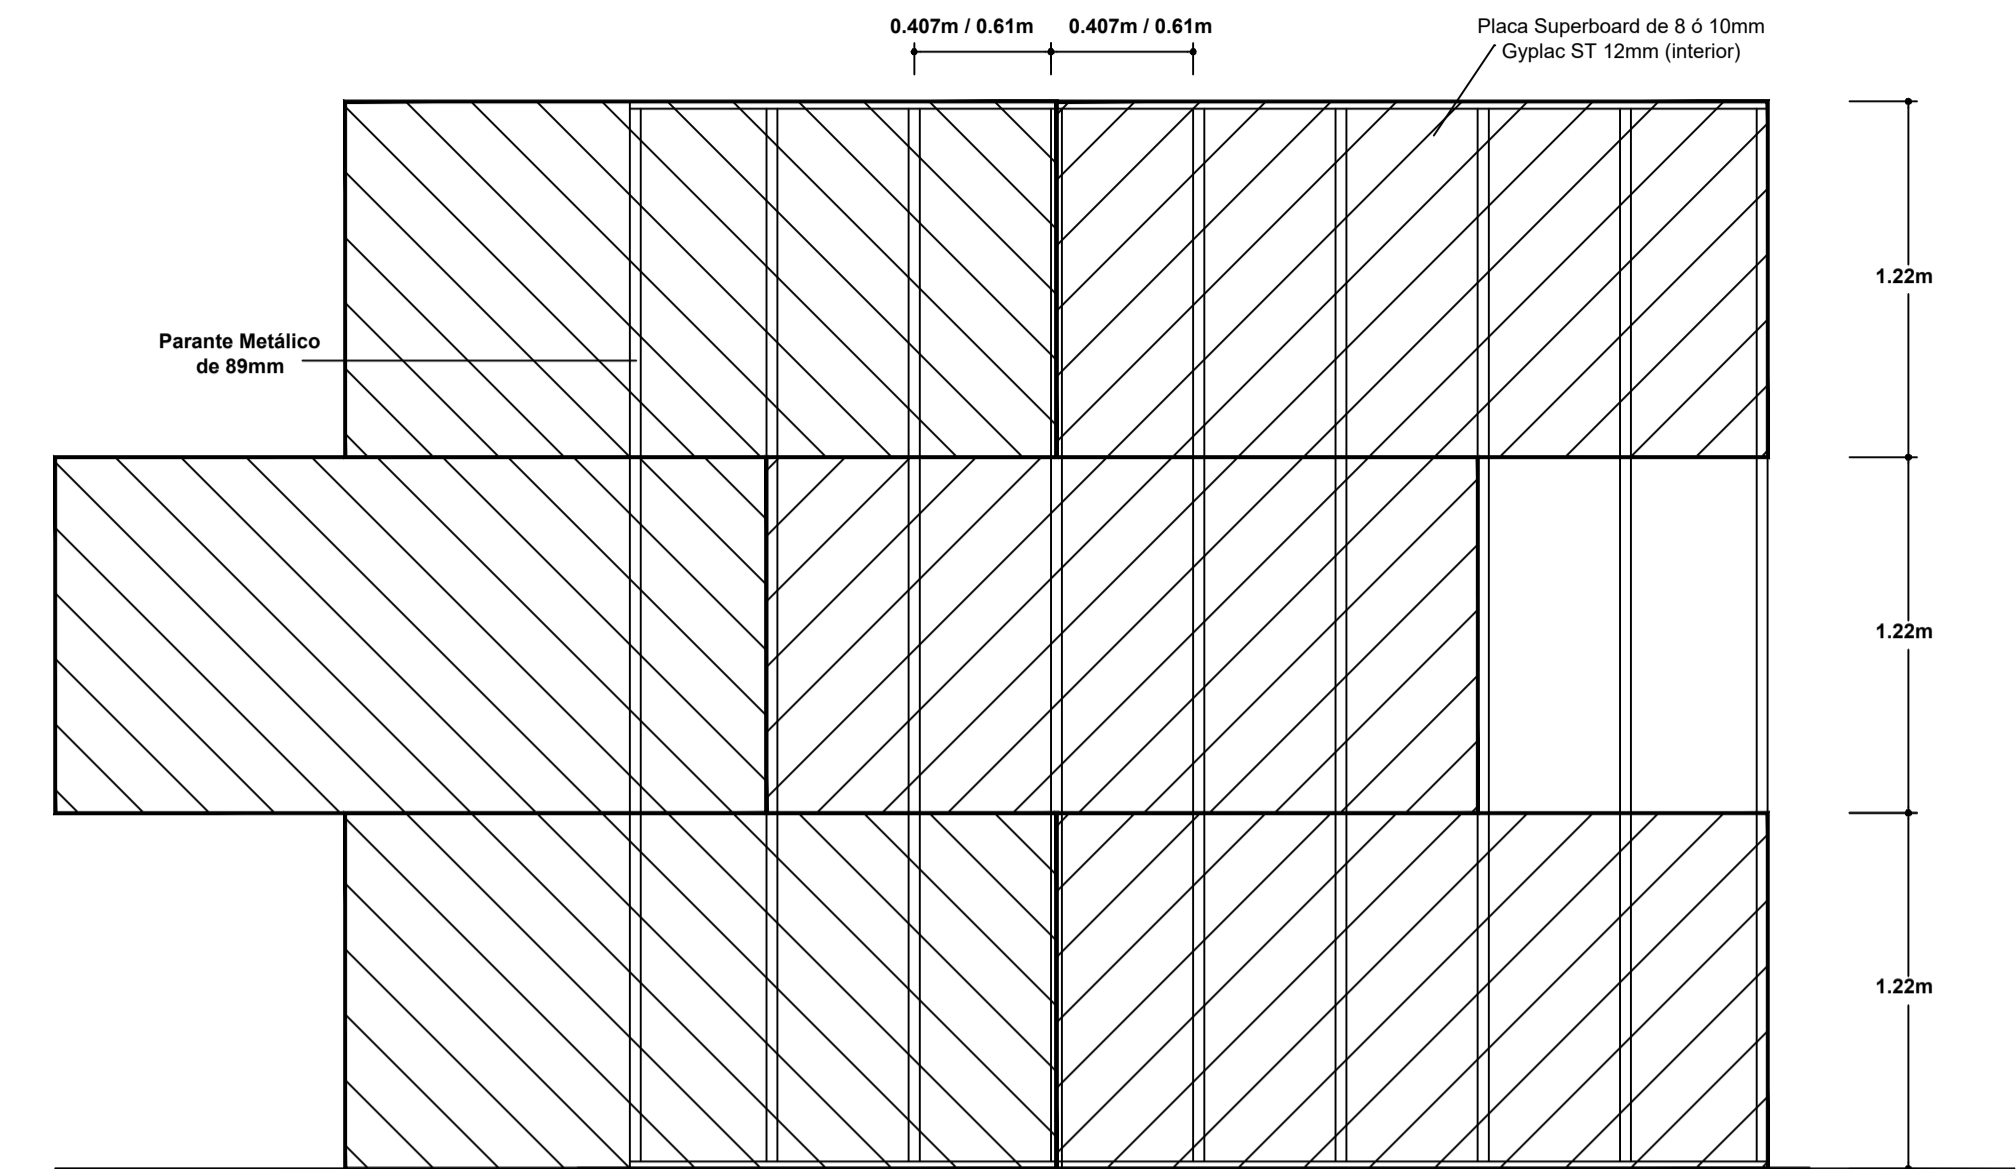 0.407m / 0.61m
0.407m / 0.61m
Placa Superboard de 8 ó 10mm
Gyplac ST 12mm (interior)
1.22m
Parante Metálico
de 89mm
1.22m
1.22m